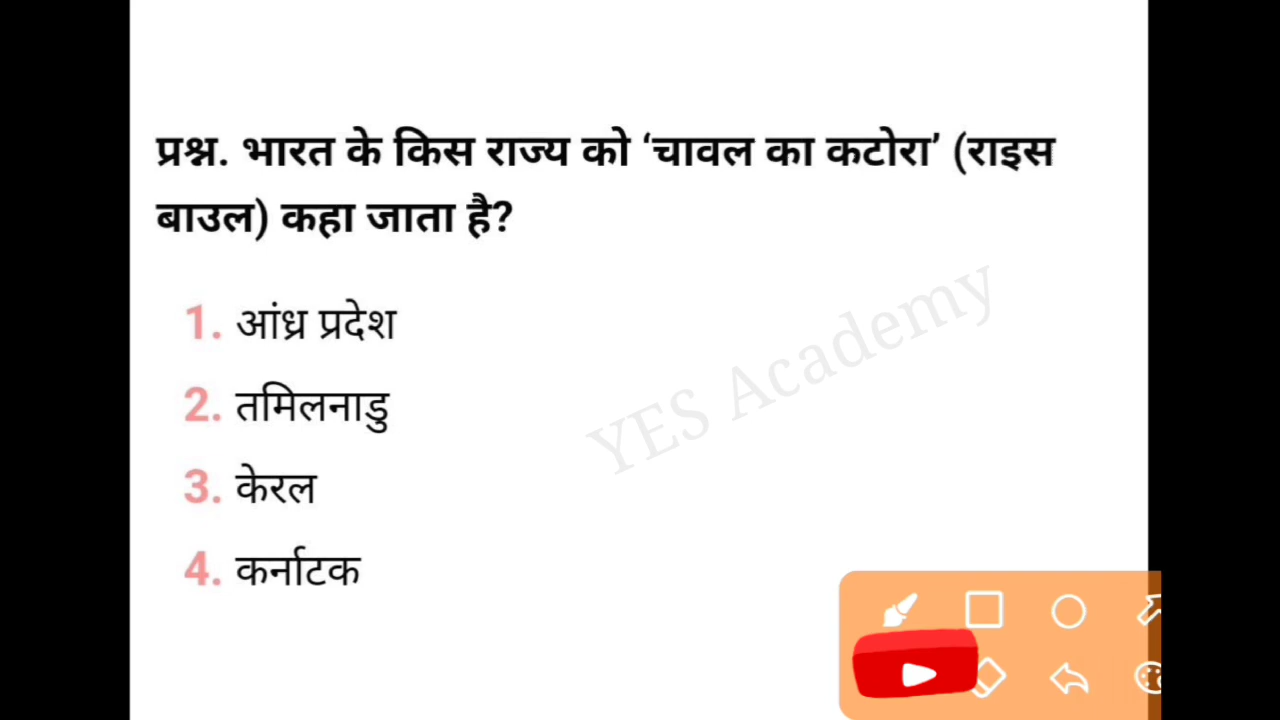 प्रश्न. भारत के किस राज्य को ‘चावल का कटोरा’ (राइस
बाउल) कहा जाता है?
1. आंध्र प्रदेश
2. तमिलनाडु
3. केरल
4. कर्नाटक
YES Academy